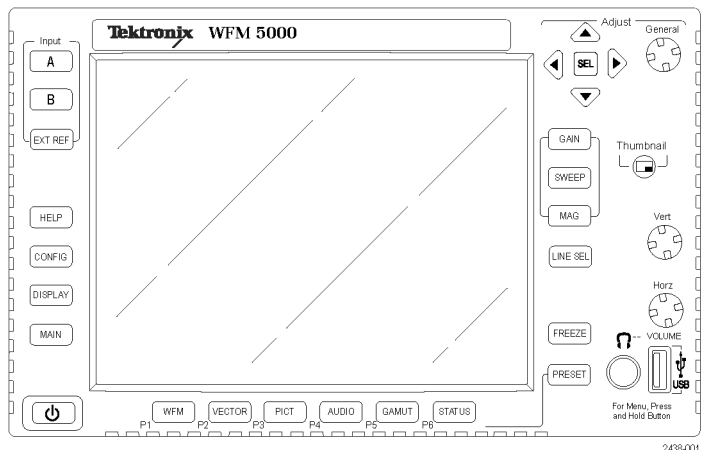 Tektronix WFM 5000
Input
A
B
EXT REF
HELP
CONFIG
DISPLAY
MAIN
Adjust
General
SEL
GAIN
SWEEP
MAG
LINE SEL
FREEZE
PRESET
Thumbnail
Vert
Horz
VOLUME
USB
For Menu, Press
and Hold Button
WFM VECTOR PICT AUDIO GAMUT STATUS
P1 P2 P3 P4 P5 P6
2438-001